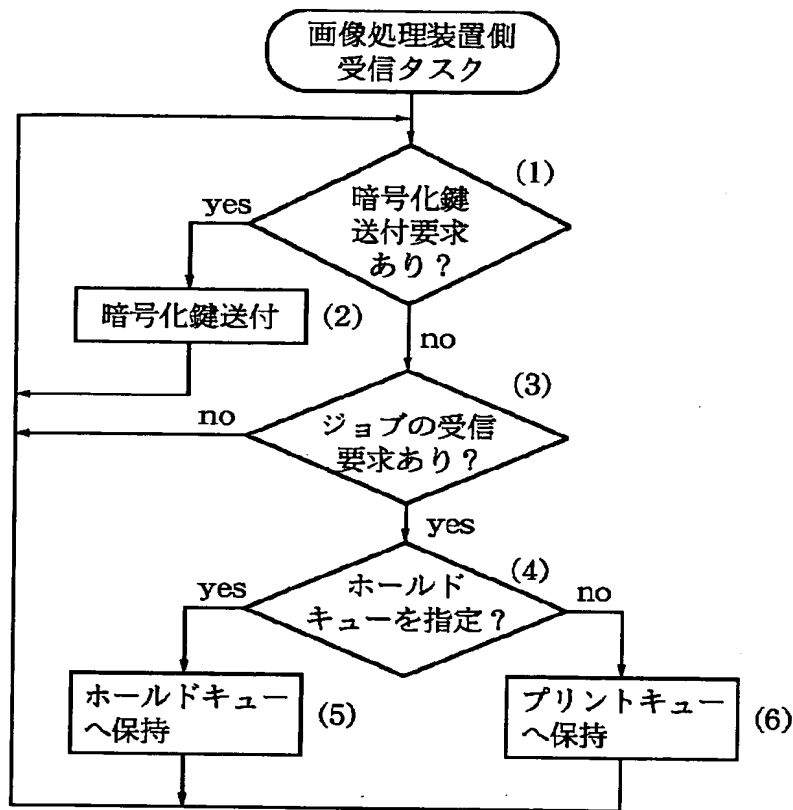 画像処理装置側
受信タスク
(1)
yes
暗号化鍵
送付要求
あり？
暗号化鍵送付
(2)
no
(3)
no
ジョブの受信
要求あり？
yes
(4)
yes
ホールド
キューを指定？
no
ホールドキュー
へ保持
(5)
プリントキュー
へ保持
(6)